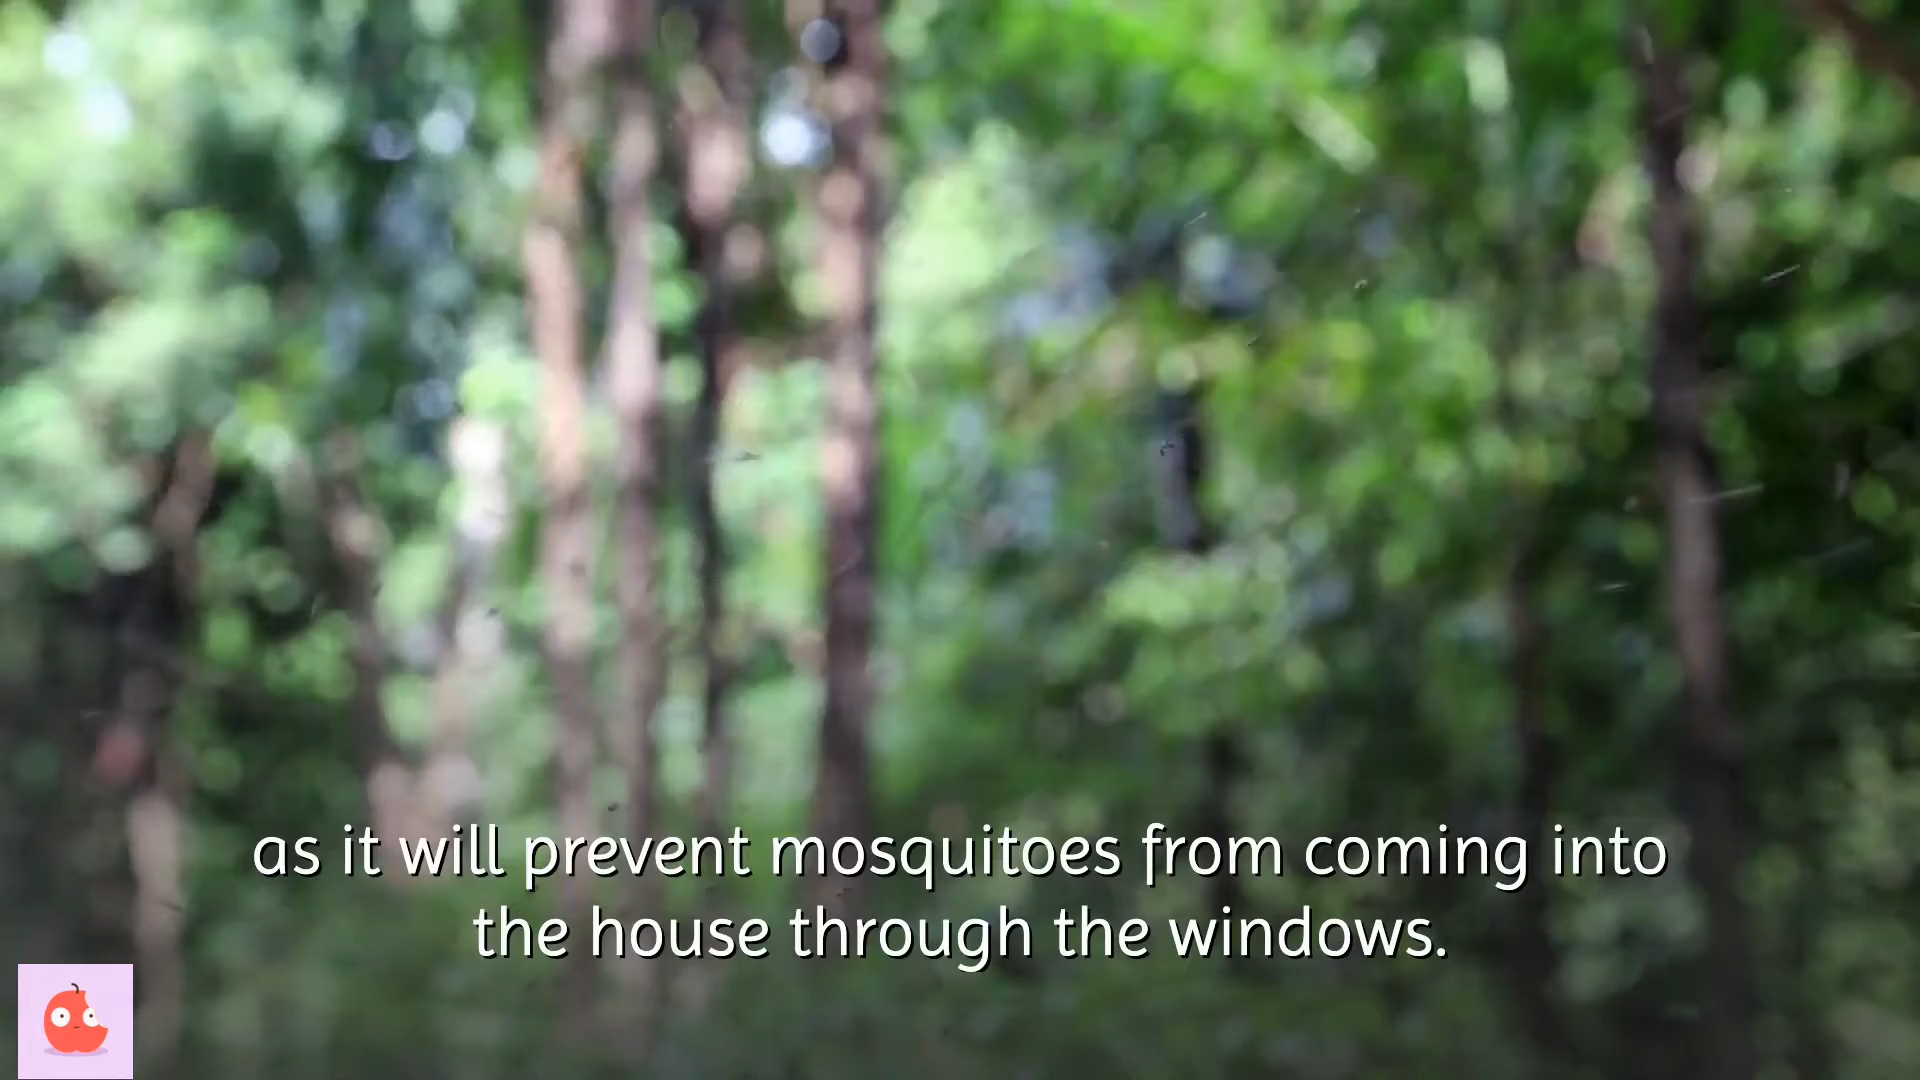 as it will prevent mosquitoes from coming into
the house through the windows.